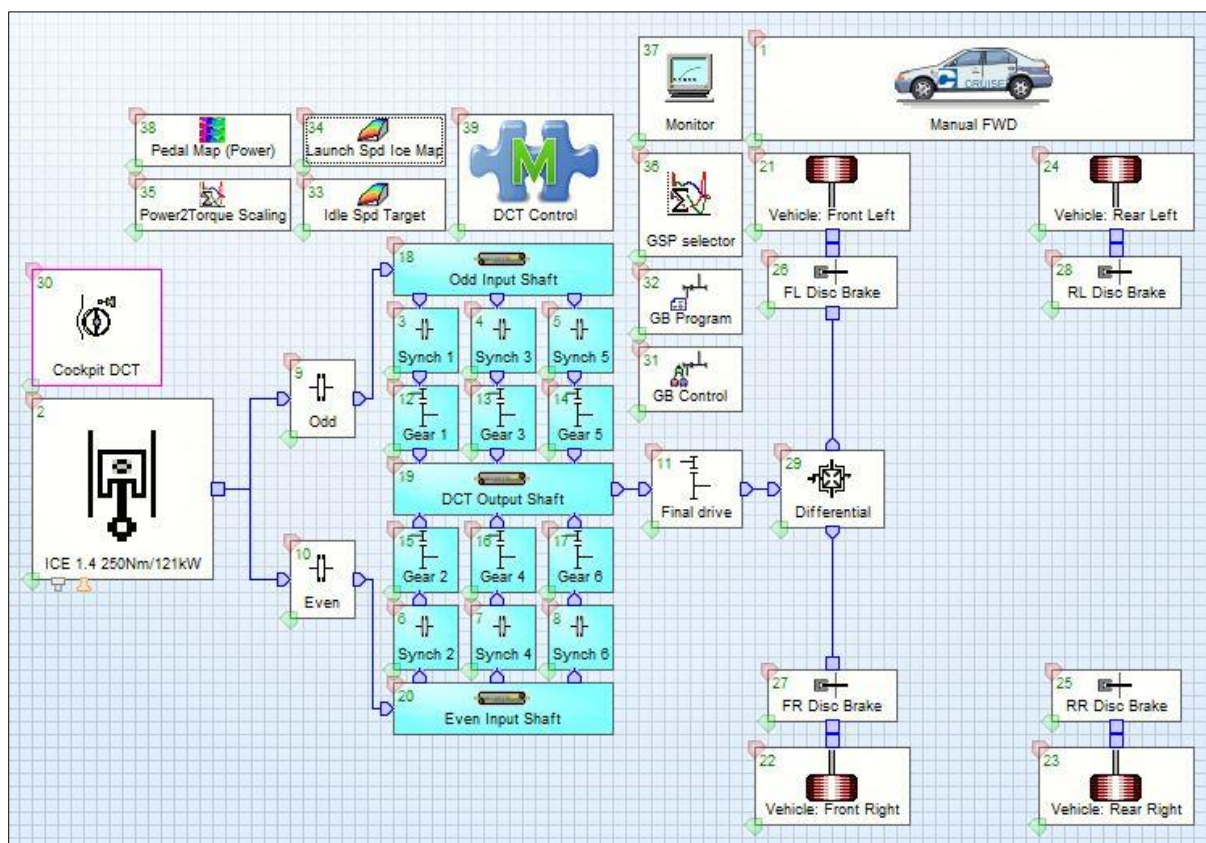 37
Monitor
1
CRUISE
Manual FWD
38
Pedal Map (Power)
34
Launch Spd Ice Map
39
M
DCT Control
35
Power2Torque Scaling
33
Idle Spd Target
36
GSP selector
21
Vehicle: Front Left
24
Vehicle: Rear Left
30
Cockpit DCT
18
Odd Input Shaft
32
GB Program
26
FL Disc Brake
28
RL Disc Brake
3
Synch 1
4
Synch 3
5
Synch 5
31
GB Control
9
Odd
12
Gear 1
13
Gear 3
14
Gear 5
2
ICE 1.4 250Nm/121kW
19
DCT Output Shaft
11
Final drive
29
Differential
10
Even
15
Gear 2
16
Gear 4
17
Gear 6
6
Synch 2
7
Synch 4
8
Synch 6
20
Even Input Shaft
27
FR Disc Brake
25
RR Disc Brake
22
Vehicle: Front Right
23
Vehicle: Rear Right